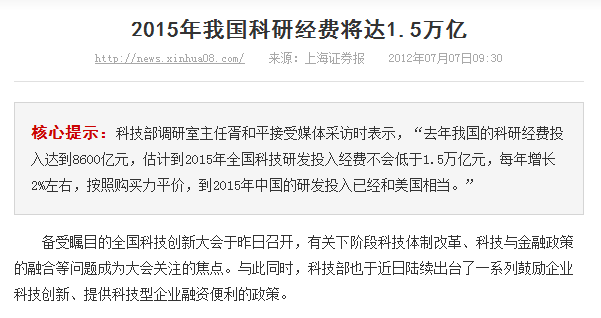 2015年我国科研经费将达1.5万亿
http://news.xinhua08.com/ 来源：上海证券报 2012年07月07日09:30
核心提示：科技部调研室主任胥和平接受媒体采访时表示，“去年我国的科研经费投
入达到8600亿元，估计到2015年全国科技研发投入经费不会低于1.5万亿元，每年增长
2%左右，按照购买力平价，到2015年中国的研发投入已经和美国相当。”
备受瞩目的全国科技创新大会于昨日召开，有关下阶段科技体制改革、科技与金融政策
的融合等问题成为大会关注的焦点。与此同时，科技部也于近日陆续出台了一系列鼓励企业
科技创新、提供科技型企业融资便利的政策。